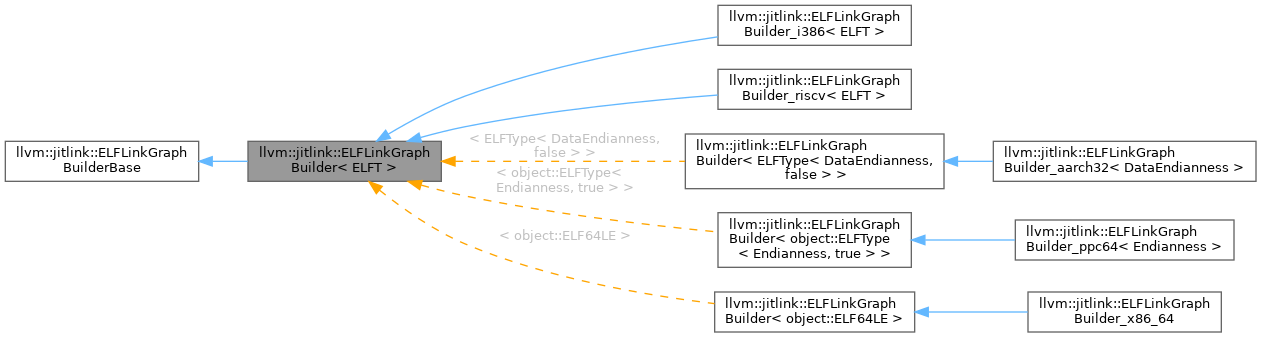 llvm::jitlink::ELFLinkGraph
Builder_i386< ELFT >
llvm::jitlink::ELFLinkGraph
Builder_riscv< ELFT >
< ELFType< DataEndianness,
false > >
llvm::jitlink::ELFLinkGraph
Builder< ELFType< DataEndianness,
false > >
llvm::jitlink::ELFLinkGraph
Builder_aarch32< DataEndianness >
llvm::jitlink::ELFLinkGraph
BuilderBase
llvm::jitlink::ELFLinkGraph
Builder< ELFT >
< object::ELFType<
Endianness, true > >
llvm::jitlink::ELFLinkGraph
Builder< object::ELFType
< Endianness, true > >
llvm::jitlink::ELFLinkGraph
Builder_ppc64< Endianness >
< object::ELF64LE >
llvm::jitlink::ELFLinkGraph
Builder< object::ELF64LE >
llvm::jitlink::ELFLinkGraph
Builder_x86_64